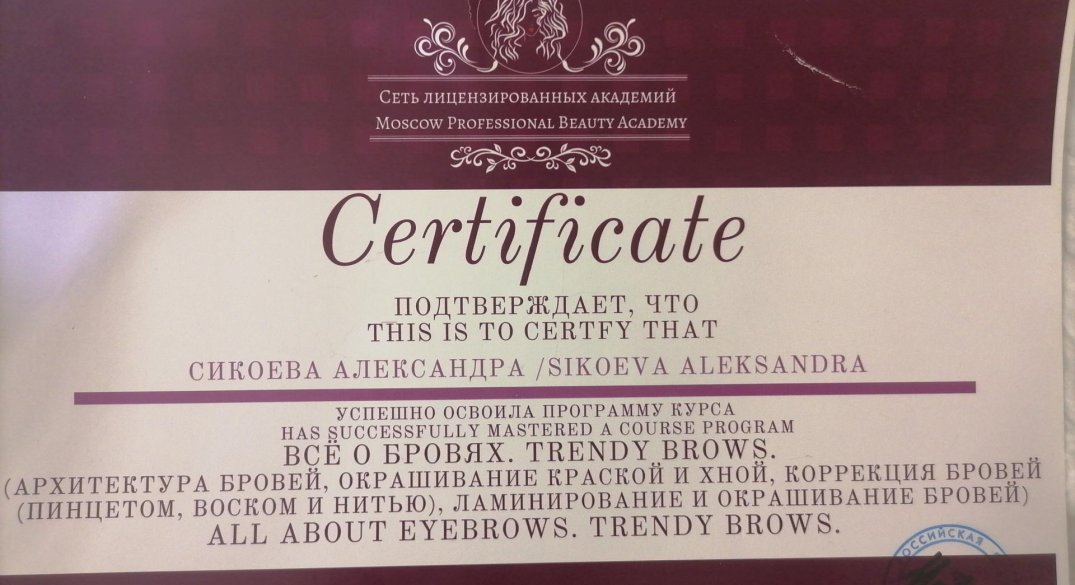 Сеть лицензированных академий
Moscow Professional Beauty Academy
Certificate
ПОДТВЕРЖДАЕТ, ЧТО
THIS IS TO CERTFY THAT
СИКОЕВА АЛЕКСАНДРА /SIKOEVA ALEKSANDRA
УСПЕШНО ОСВОИЛА ПРОГРАММУ КУРСА
HAS SUCCESSFULLY MASTERED A COURSE PROGRAM
ВСЁ О БРОВЯХ. TRENDY BROWS.
(АРХИТЕКТУРА БРОВЕЙ, ОКРАШИВАНИЕ КРАСКОЙ И ХНОЙ, КОРРЕКЦИЯ БРОВЕЙ
(ПИНЦЕТОМ, ВОСКОМ И НИТЬЮ), ЛАМИНИРОВАНИЕ И ОКРАШИВАНИЕ БРОВЕЙ)
ALL ABOUT EYEBROWS. TRENDY BROWS.